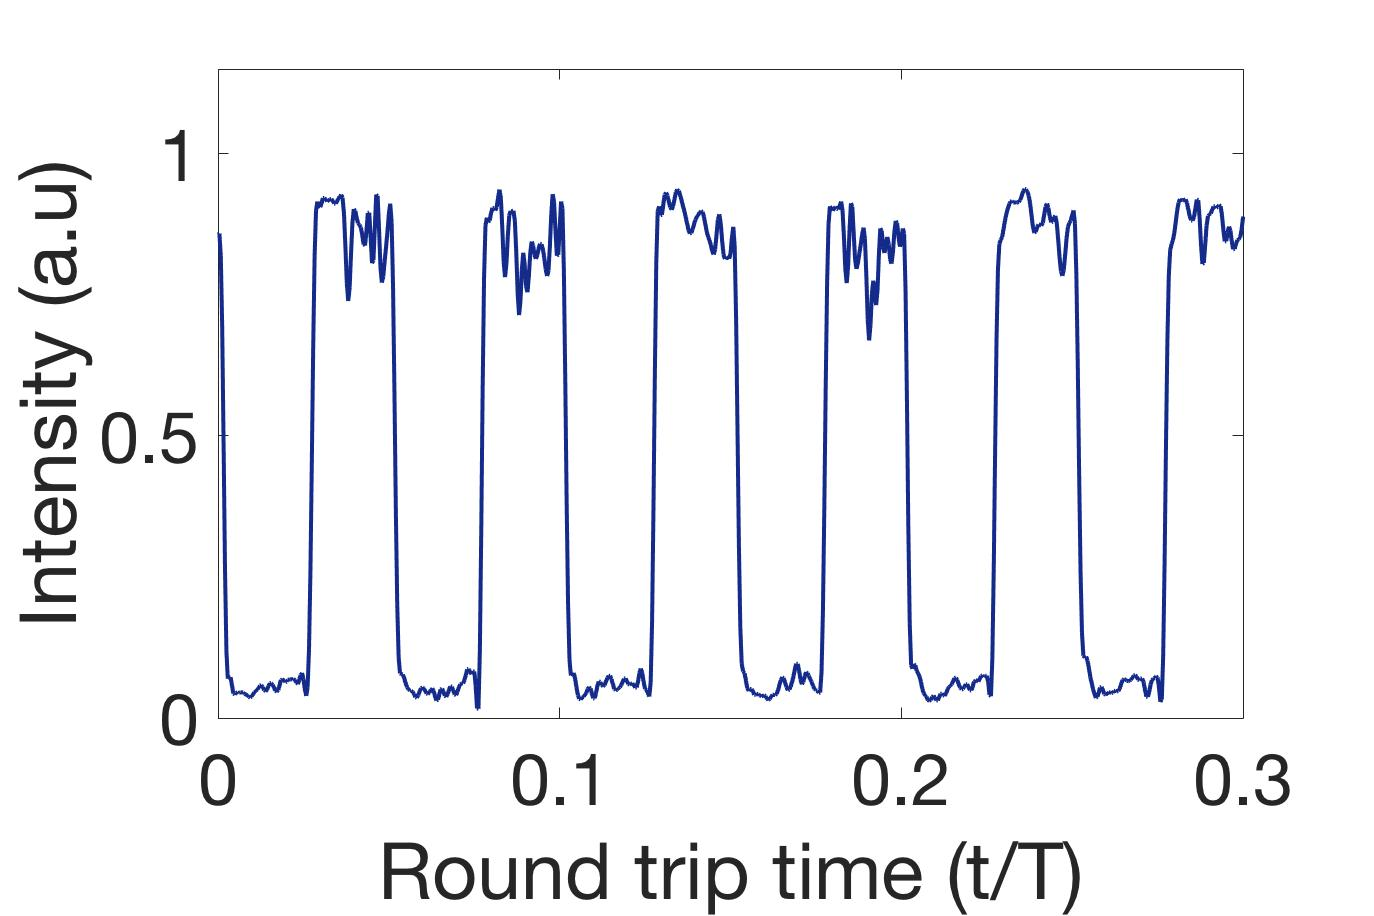 Intensity (a.u)
1
0.5
0
0 0.1 0.2 0.3
Round trip time (t/T)